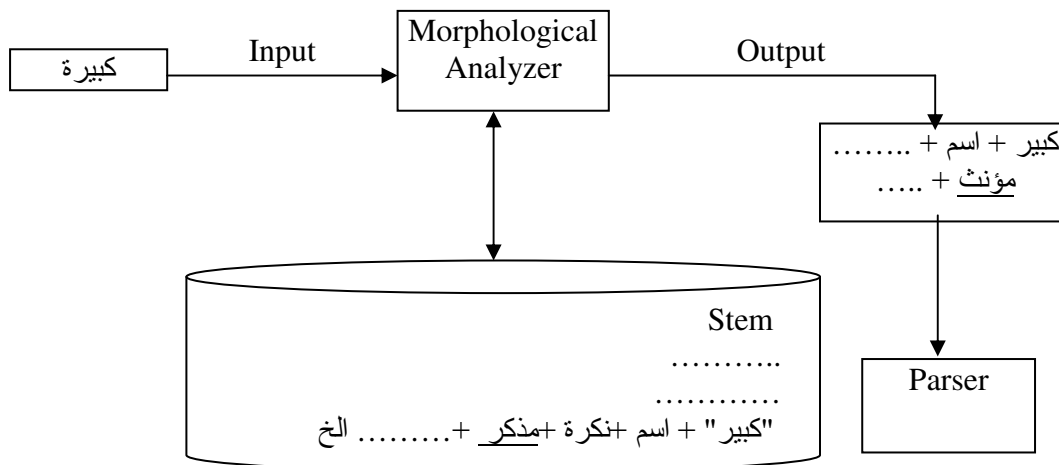 كبيرة
Input
Morphological
Analyzer
Output
كبير + اسم + ........
مؤنث + .....
Stem
...........
............
"كبير" + اسم +نكرة +مذكر +......... الخ
Parser